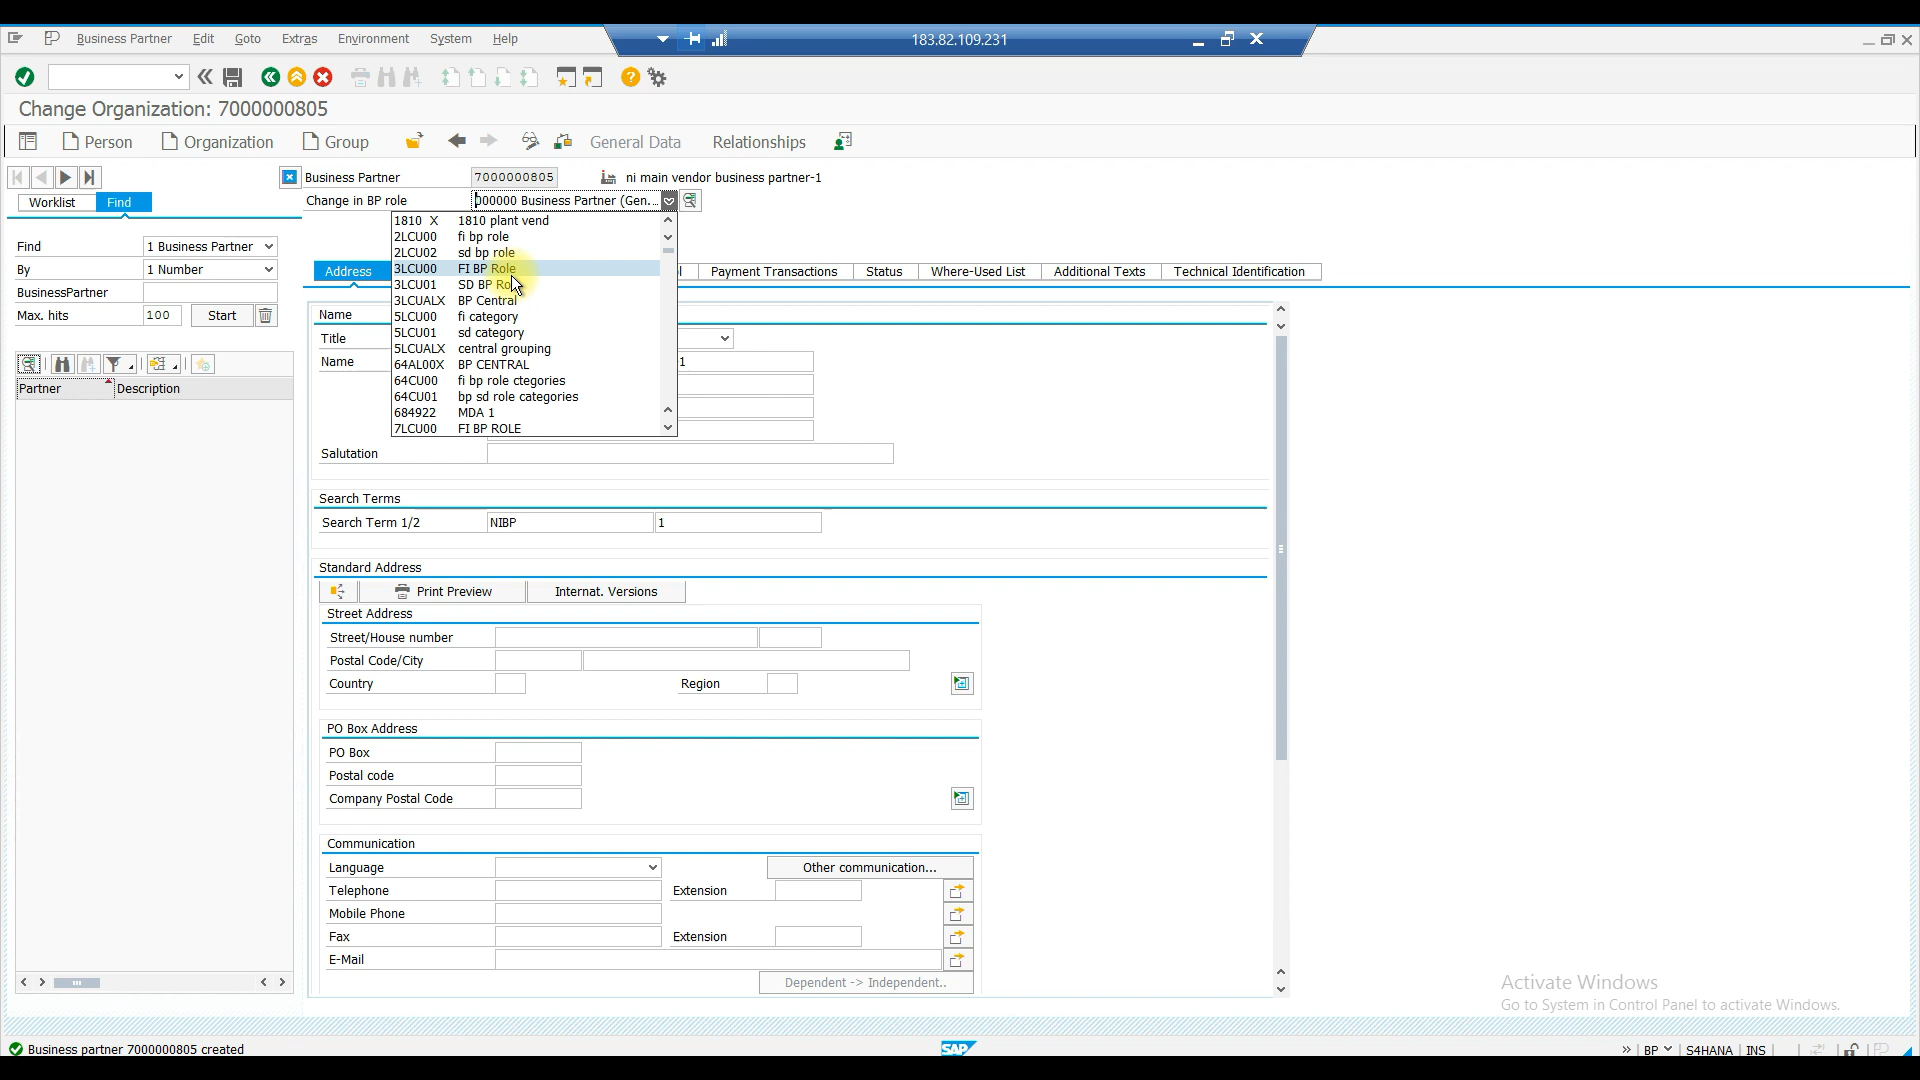 Business Partner Edit Goto Extras Environment System Help
183.82.109.231
Change Organization: 7000000805
Person Organization Group General Data Relationships
Business Partner 7000000805 ni main vendor business partner-1
Worklist Find
Change in BP role 000000 Business Partner (Gen...
1810 X 1810 plant vend
2LCU00 fi bp role
2LCU02 sd bp role
3LCU00 FI BP Role
3LCU01 SD BP
3LCUALX BP Central
5LCU00 fi category
5LCU01 sd category
5LCUALX central grouping
64AL00X BP CENTRAL
64CU00 fi bp role ctegories
64CU01 bp sd role categories
684922 MDA 1
7LCU00 FI BP ROLE
Find 1 Business Partner
By 1 Number
BusinessPartner
Max. hits 100 Start
Partner Description
Address Payment Transactions Status Where-Used List Additional Texts Technical Identification
Name
Title
Name 1
Salutation
Search Terms
Search Term 1/2 NIBP 1
Standard Address
Print Preview Internat. Versions
Street Address
Street/House number
Postal Code/City
Country Region
PO Box Address
PO Box
Postal code
Company Postal Code
Communication
Language Other communication...
Telephone Extension
Mobile Phone
Fax Extension
E-Mail
Dependent -> Independent..
Activate Windows
Go to System in Control Panel to activate Windows.
Business partner 7000000805 created
SAP
BP S4HANA INS